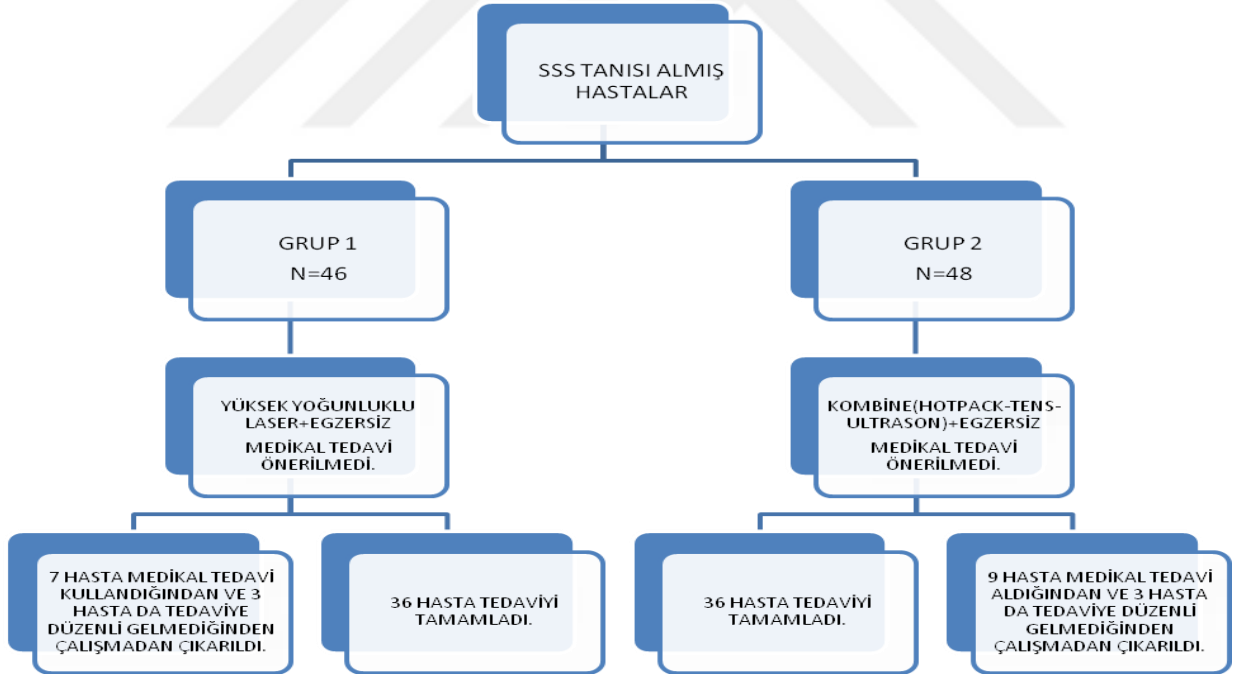 SSS TANISI ALMIŞ
HASTALAR
GRUP 1
N=46
GRUP 2
N=48
YÜKSEK YOĞUNLUKLU
LASER+EGZERSİZ
MEDİKAL TEDAVİ
ÖNERİLMEDİ.
KOMBİNE(HOTPACK-TENS-
ULTRASON)+EGZERSİZ
MEDİKAL TEDAVİ
ÖNERİLMEDİ.
7 HASTA MEDİKAL TEDAVİ
KULLANDIĞINDAN VE 3
HASTA DA TEDAVİYE
DÜZENLİ GELMEDİĞİNDEN
ÇALIŞMADAN ÇIKARILDI.
36 HASTA TEDAVİYİ
TAMAMLADI.
36 HASTA TEDAVİYİ
TAMAMLADI.
9 HASTA MEDİKAL TEDAVİ
ALDIĞINDAN VE 3 HASTA
DA TEDAVİYE DÜZENLİ
GELMEDİĞİNDEN
ÇALIŞMADAN ÇIKARILDI.